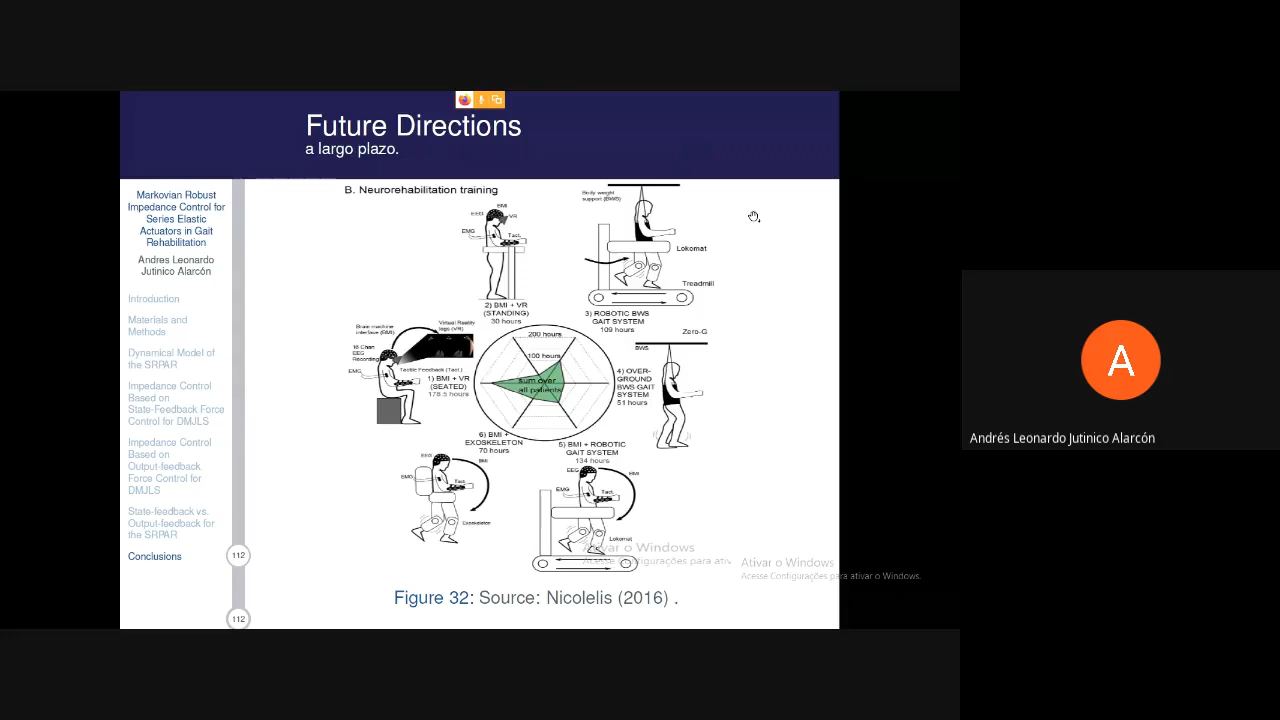 Future Directions
a largo plazo.
Markovian Robust
Impedance Control for
Series Elastic
Actuators in Gait
Rehabilitation
Andres Leonardo
Jutinico Alarcón
Introduction
Materials and
Methods
Dynamical Model of
the SRPAR
Impedance Control
Based on
State-Feedback Force
Control for DMJLS
Impedance Control
Based on
Output-feedback
Force Control for
DMJLS
State-feedback vs.
Output-feedback for
the SRPAR
Conclusions
112
112
B. Neurorehabilitation training
BMI
EEG
VR
EMG
Tact.
2) BMI + VR
(STANDING)
30 hours
Body weight
support (BWS)
Lokomat
Treadmill
3) ROBOTIC BWS
GAIT SYSTEM
109 hours
Brain machine
interface (BMI)
Virtual Reality
legs (VR)
16 Chan
EEG
Recording
EMG
Tactile Feedback (Tact.)
1) BMI + VR
(SEATED)
178.5 hours
200 hours
100 hours
sum over
all patients
Zero-G
BWS
4) OVER-
GROUND
BWS GAIT
SYSTEM
51 hours
6) BMI +
EXOSKELETON
70 hours
EEG
BMI
EMG
Tact.
Exoskeleton
5) BMI + ROBOTIC
GAIT SYSTEM
134 hours
EEG
BMI
EMG
Tact.
Lokomat
Ativar o Windows
Acesse Configurações para ativ
Ativar o Windows
Acesse Configurações para ativar o Windows.
Figure 32: Source: Nicolelis (2016) .
A
Andrés Leonardo Jutinico Alarcón